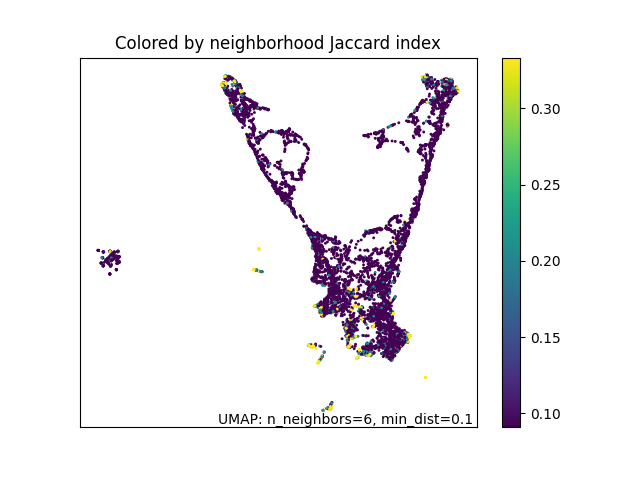 Colored by neighborhood Jaccard index
0.30
0.25
0.20
0.15
0.10
UMAP: n_neighbors=6, min_dist=0.1